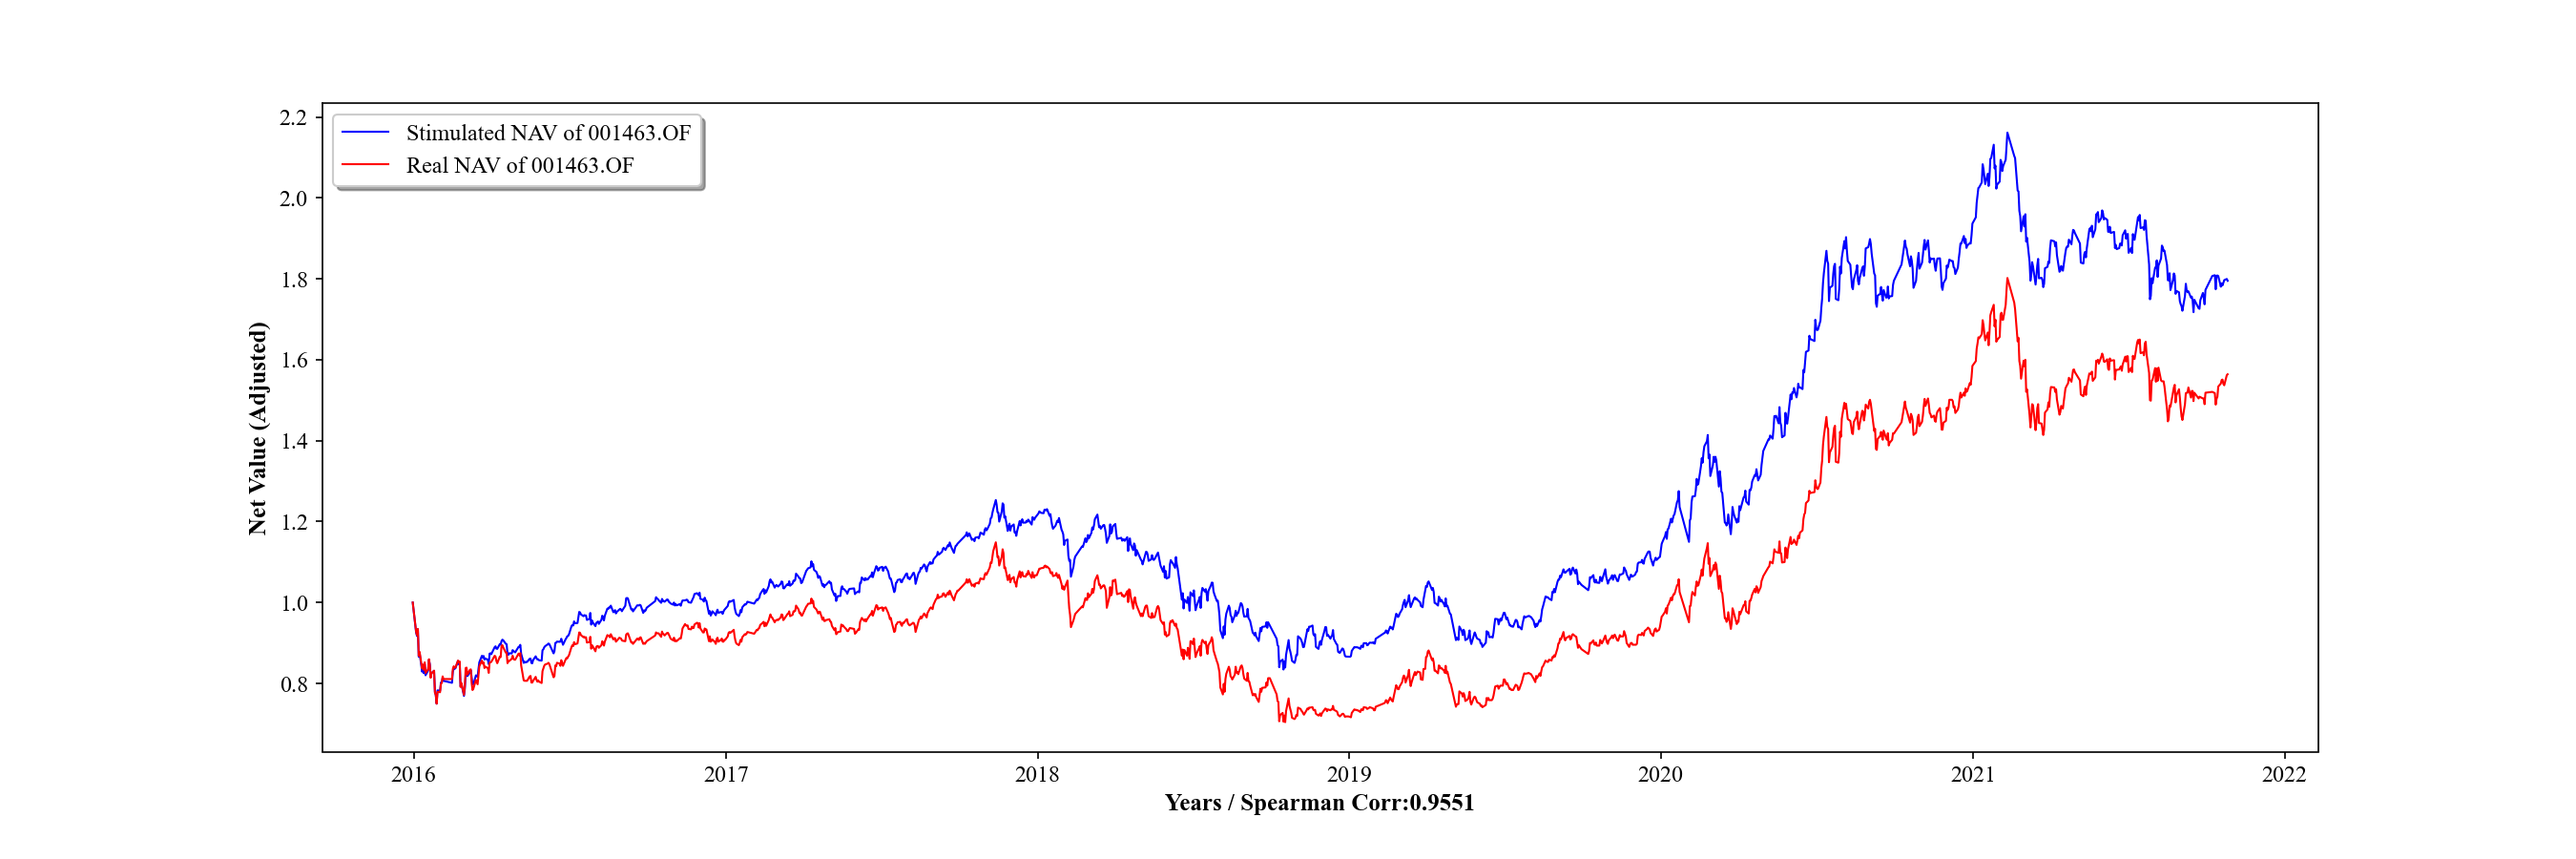 Stimulated NAV of 001463.OF
Real NAV of 001463.OF
2.2
2.0
1.8
1.6
1.4
1.2
1.0
0.8
Net Value (Adjusted)
2016 2017 2018 2019 2020 2021 2022
Years / Spearman Corr:0.9551